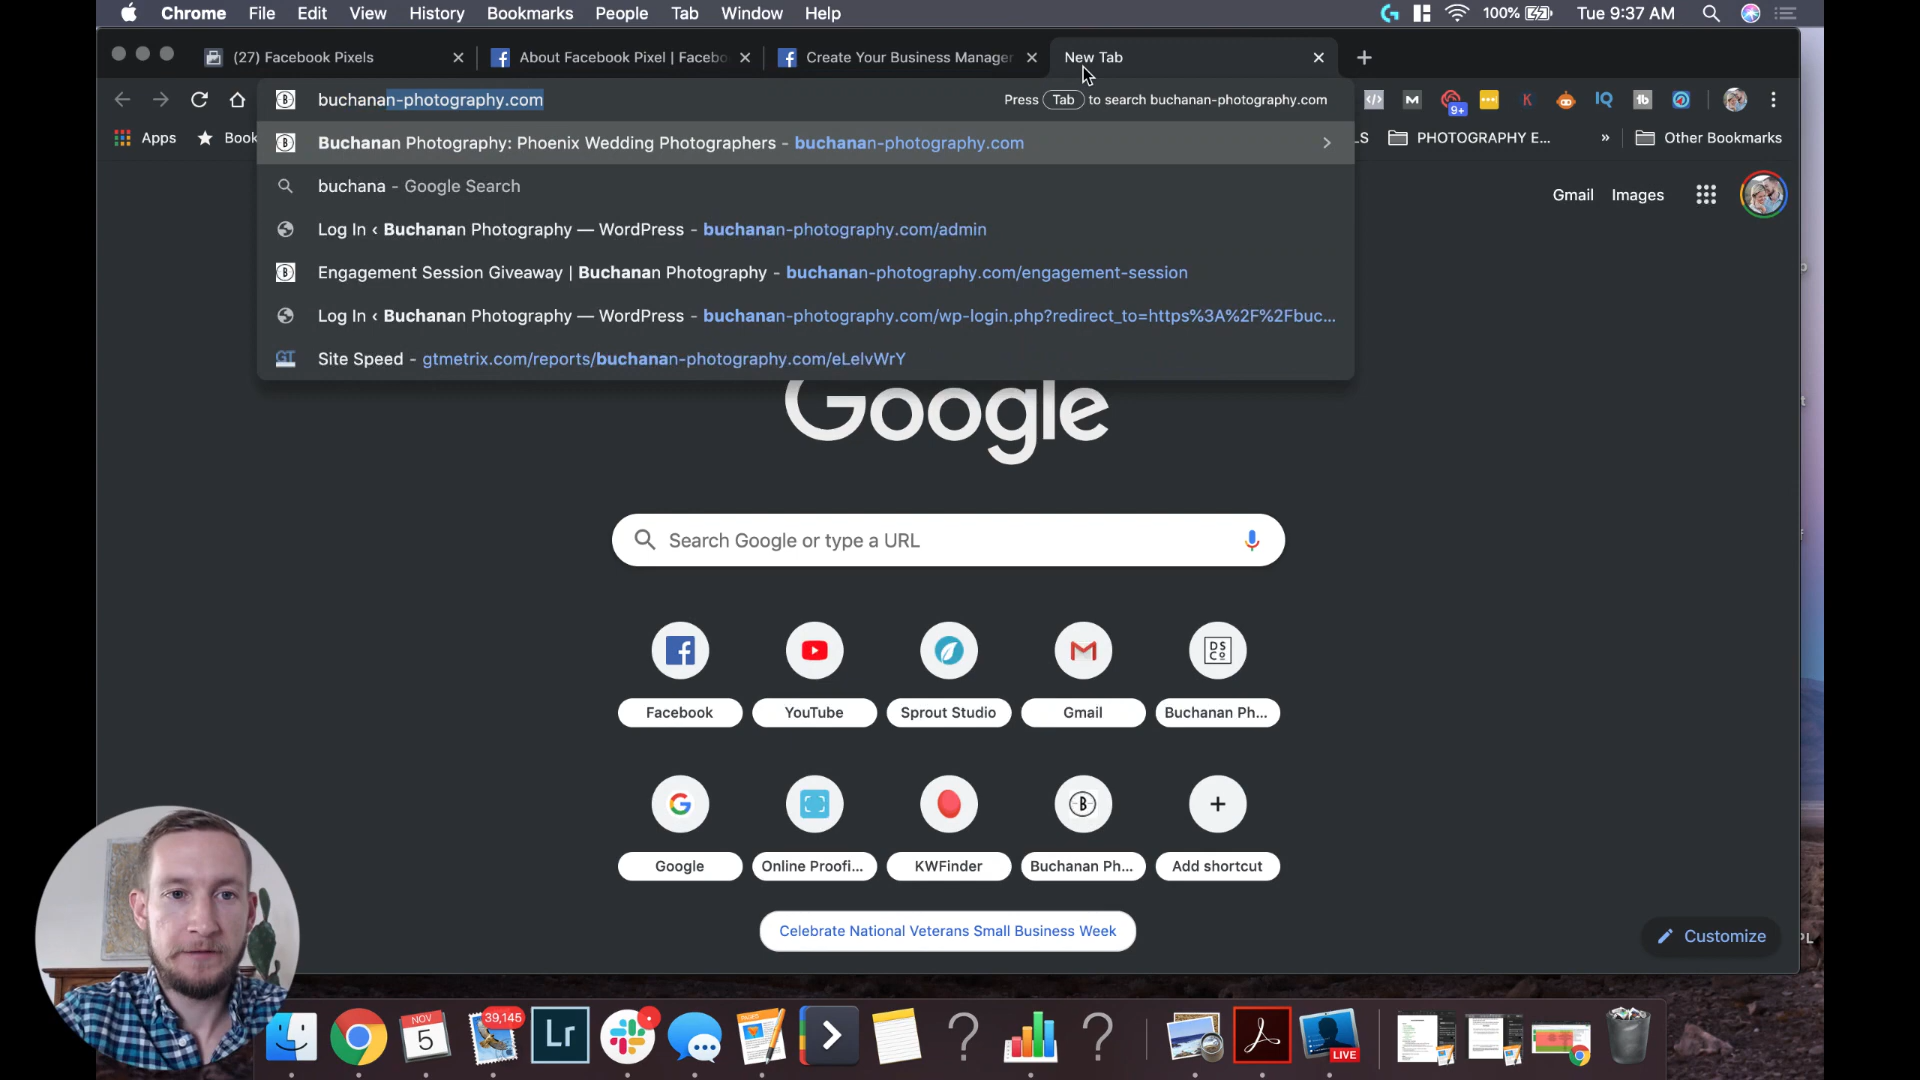 Chrome File Edit View History Bookmarks People Tab Window Help 100% Tue 9:37 AM
(27) Facebook Pixels About Facebook Pixel | Facebo Create Your Business Manager New Tab
buchanan-photography.com Press Tab to search buchanan-photography.com M 9+ K IQ tb
Apps Book LS PHOTOGRAPHY E... » Other Bookmarks
B Buchanan Photography: Phoenix Wedding Photographers - buchanan-photography.com
buchana - Google Search
Gmail Images
Log In ‹ Buchanan Photography — WordPress - buchanan-photography.com/admin
B Engagement Session Giveaway | Buchanan Photography - buchanan-photography.com/engagement-session
Log In ‹ Buchanan Photography — WordPress - buchanan-photography.com/wp-login.php?redirect_to=https%3A%2F%2Fbuc...
GT Site Speed - gtmetrix.com/reports/buchanan-photography.com/eLelvWrY
Google
Search Google or type a URL
DS Co
Facebook YouTube Sprout Studio Gmail Buchanan Ph...
B
Google Online Proofi... KWFinder Buchanan Ph... Add shortcut
Celebrate National Veterans Small Business Week
Customize
NOV 5 39,145 Lr LIVE